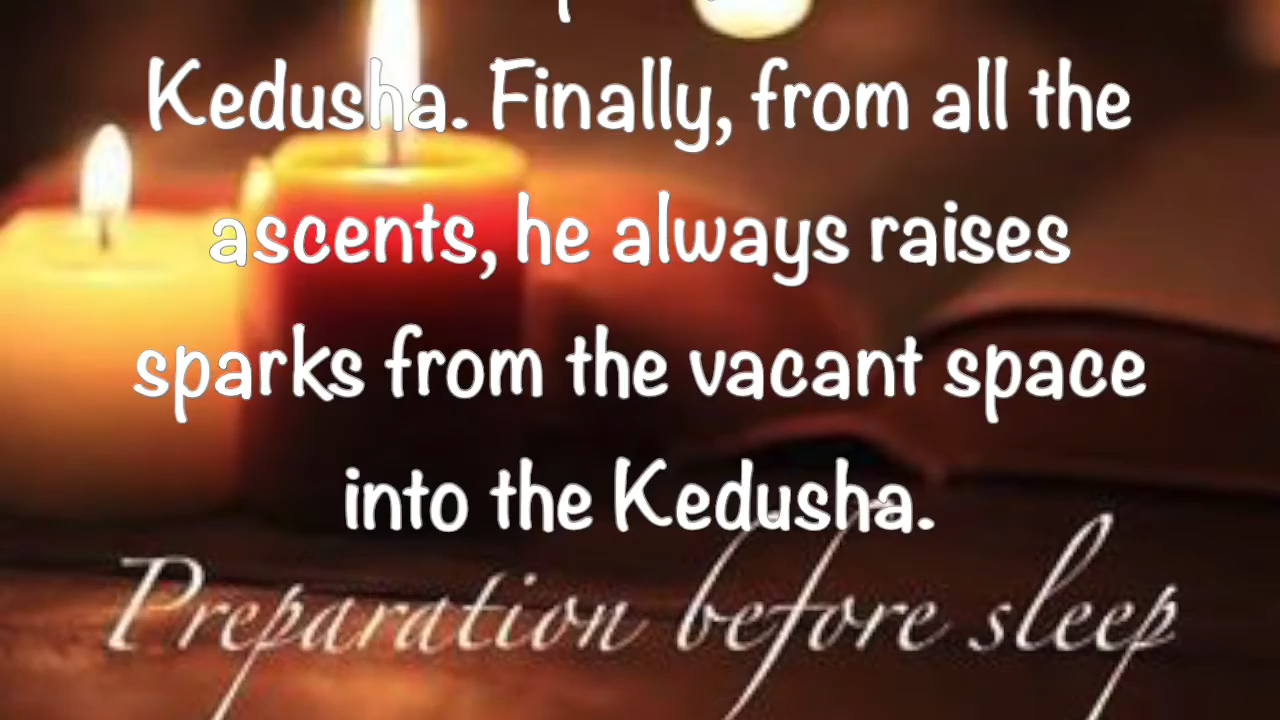 Kedusha. Finally, from all the
ascents, he always raises
sparks from the vacant space
into the Kedusha.
Preparation before sleep